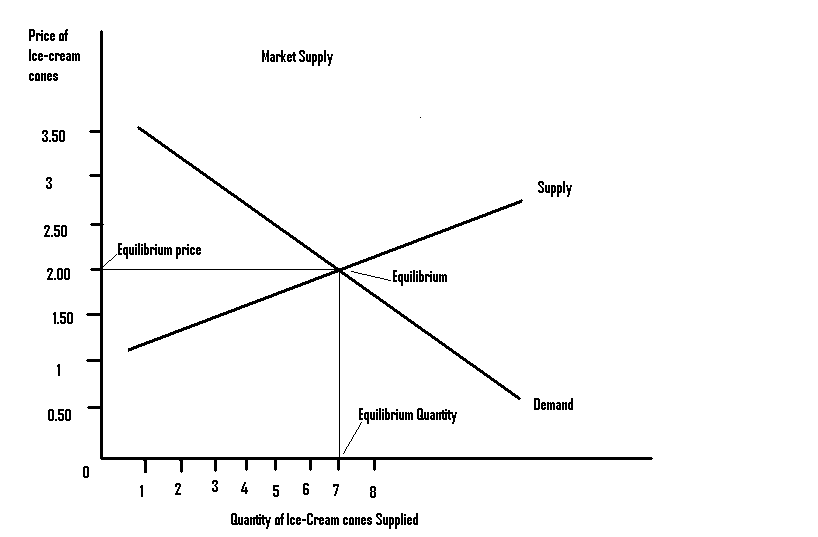 Price of
Ice-cream
cones
Market Supply
3.50
3
Supply
2.50
Equilibrium price
2.00
Equilibrium
1.50
1
0.50
Demand
Equilibrium Quantity
0
1 2 3 4 5 6 7 8
Quantity of Ice-Cream cones Supplied